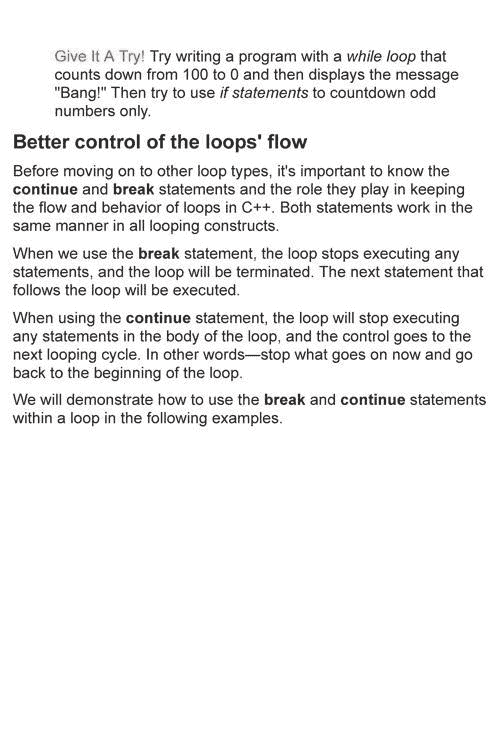 Give It A Try! Try writing a program with a while loop that
counts down from 100 to 0 and then displays the message
"Bang!" Then try to use if statements to countdown odd
numbers only.
Better control of the loops' flow
Before moving on to other loop types, it's important to know the
continue and break statements and the role they play in keeping
the flow and behavior of loops in C++. Both statements work in the
same manner in all looping constructs.
When we use the break statement, the loop stops executing any
statements, and the loop will be terminated. The next statement that
follows the loop will be executed.
When using the continue statement, the loop will stop executing
any statements in the body of the loop, and the control goes to the
next looping cycle. In other words—stop what goes on now and go
back to the beginning of the loop.
We will demonstrate how to use the break and continue statements
within a loop in the following examples.